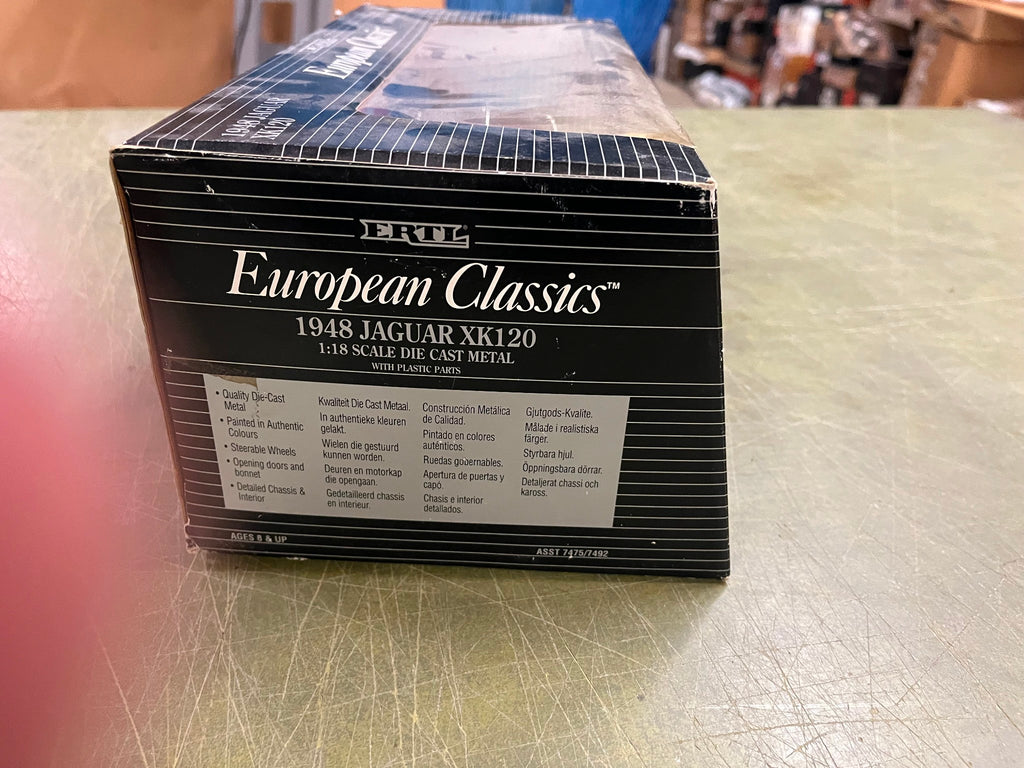 European Classics
1948 JAGUAR
XK120
ERTL
European Classics™
1948 JAGUAR XK120
1:18 SCALE DIE CAST METAL
WITH PLASTIC PARTS
• Quality Die-Cast
Metal
• Painted in Authentic
Colours
• Steerable Wheels
• Opening doors and
bonnet
• Detailed Chassis &
Interior
Kwaliteit Die Cast Metaal.
In authentieke kleuren
gelakt.
Wielen die gestuurd
kunnen worden.
Deuren en motorkap
die opengaan.
Gedetailleerd chassis
en interieur.
Construcción Metálica
de Calidad.
Pintado en colores
auténticos.
Ruedas gobernables.
Apertura de puertas y
capó.
Chasis e interior
detallados.
Gjutgods-Kvalite.
Målade i realistiska
färger.
Styrbara hjul.
Öppningsbara dörrar.
Detaljerat chassi och
kaross.
AGES 8 & UP
ASST 7475/7492